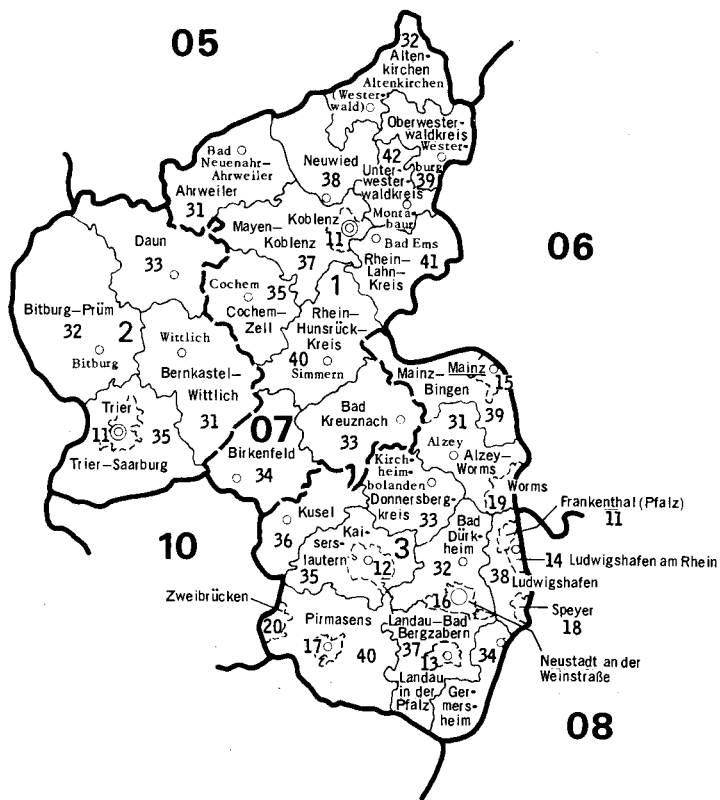 05
32
Alten-
kirchen
Altenkirchen
(Wester-
wald)
Oberwester-
waldkreis
Wester-
burg
39
42
Unter-
wester-
waldkreis
Monta-
baur
Bad
Neuenahr-
Ahrweiler
Ahrweiler
31
Neuwied
38
Mayen-
Koblenz
37
Koblenz
11
Bad Ems
Rhein-
Lahn-
Kreis
41
06
Daun
33
Cochem
35
Cochem-
Zell
1
Rhein-
Hunsrück-
Kreis
40
Simmern
Bitburg-Prüm
32
2
Bitburg
Wittlich
Bernkastel-
Wittlich
31
Trier
11
35
Trier-Saarburg
07
Birkenfeld
34
Bad
Kreuznach
33
Mainz-
Bingen
Mainz
15
39
31
Alzey
Alzey-
Worms
Worms
19
Kirch-
heim-
bolanden
Donnersberg-
kreis
33
Frankenthal (Pfalz)
11
10
Kusel
36
Kai-
sers-
lautern
12
35
3
Bad
Dürk-
heim
32
38
14 Ludwigshafen am Rhein
Ludwigshafen
Zweibrücken
20
Pirmasens
17
40
16
Landau-Bad
Bergzabern
37
13
Landau
in der
Pfalz
34
Ger-
mers-
heim
Speyer
18
Neustadt an der
Weinstraße
08